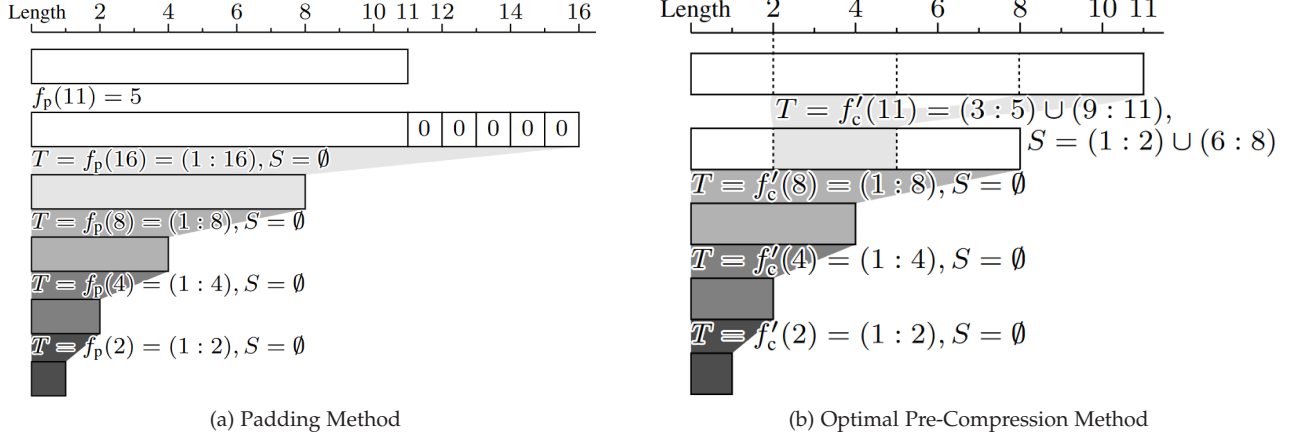 Length 2 4 6 8 10 11 12 14 16
f_p(11) = 5
0 0 0 0 0
T = f_p(16) = (1 : 16), S = ∅
T = f_p(8) = (1 : 8), S = ∅
T = f_p(4) = (1 : 4), S = ∅
T = f_p(2) = (1 : 2), S = ∅
(a) Padding Method
Length 2 4 6 8 10 11
T = f′_c(11) = (3 : 5) ∪ (9 : 11),
S = (1 : 2) ∪ (6 : 8)
T = f′_c(8) = (1 : 8), S = ∅
T = f′_c(4) = (1 : 4), S = ∅
T = f′_c(2) = (1 : 2), S = ∅
(b) Optimal Pre-Compression Method